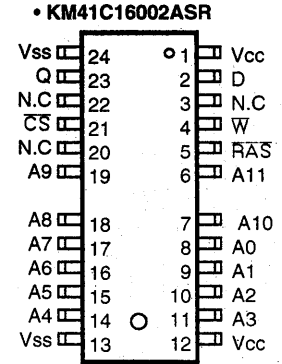 • KM41C16002ASR
Vss 24 1 Vcc
Q 23 2 D
N.C 22 3 N.C
C̅S̅ 21 4 W̅
N.C 20 5 R̅A̅S̅
A9 19 6 A11
A8 18 7 A10
A7 17 8 A0
A6 16 9 A1
A5 15 10 A2
A4 14 11 A3
Vss 13 12 Vcc